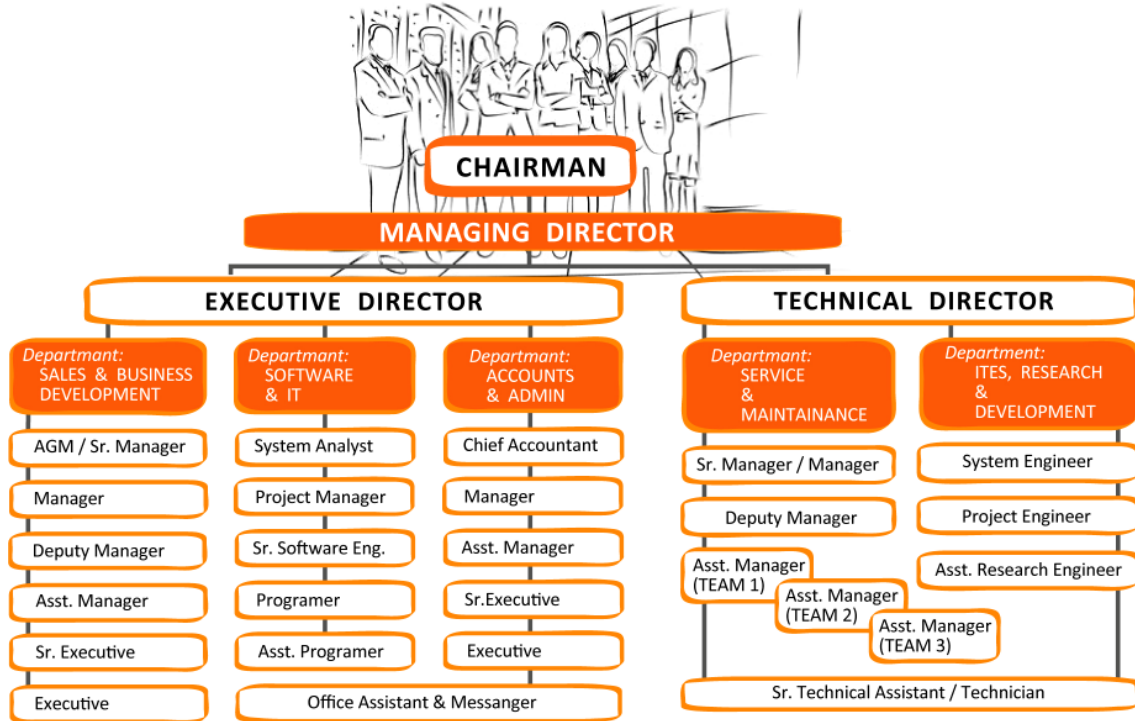 CHAIRMAN
MANAGING DIRECTOR
EXECUTIVE DIRECTOR
Departmant:
SALES & BUSINESS
DEVELOPMENT
AGM / Sr. Manager
Manager
Deputy Manager
Asst. Manager
Sr. Executive
Executive
Departmant:
SOFTWARE
& IT
System Analyst
Project Manager
Sr. Software Eng.
Programer
Asst. Programer
Departmant:
ACCOUNTS
& ADMIN
Chief Accountant
Manager
Asst. Manager
Sr.Executive
Executive
Office Assistant & Messanger
TECHNICAL DIRECTOR
Departmant:
SERVICE
&
MAINTAINANCE
Sr. Manager / Manager
Deputy Manager
Asst. Manager
(TEAM 1)
Asst. Manager
(TEAM 2)
Asst. Manager
(TEAM 3)
Department:
ITES, RESEARCH
&
DEVELOPMENT
System Engineer
Project Engineer
Asst. Research Engineer
Sr. Technical Assistant / Technician